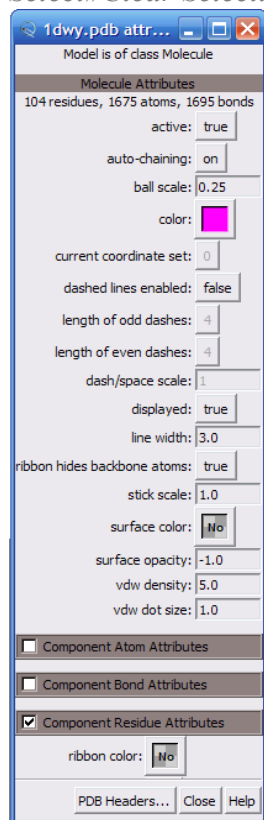 1dwy.pdb attr...
Model is of class Molecule
Molecule Attributes
104 residues, 1675 atoms, 1695 bonds
active: true
auto-chaining: on
ball scale: 0.25
color:
current coordinate set: 0
dashed lines enabled: false
length of odd dashes: 4
length of even dashes: 4
dash/space scale: 1
displayed: true
line width: 3.0
ribbon hides backbone atoms: true
stick scale: 1.0
surface color: No
surface opacity: -1.0
vdw density: 5.0
vdw dot size: 1.0
Component Atom Attributes
Component Bond Attributes
Component Residue Attributes
ribbon color: No
PDB Headers... Close Help